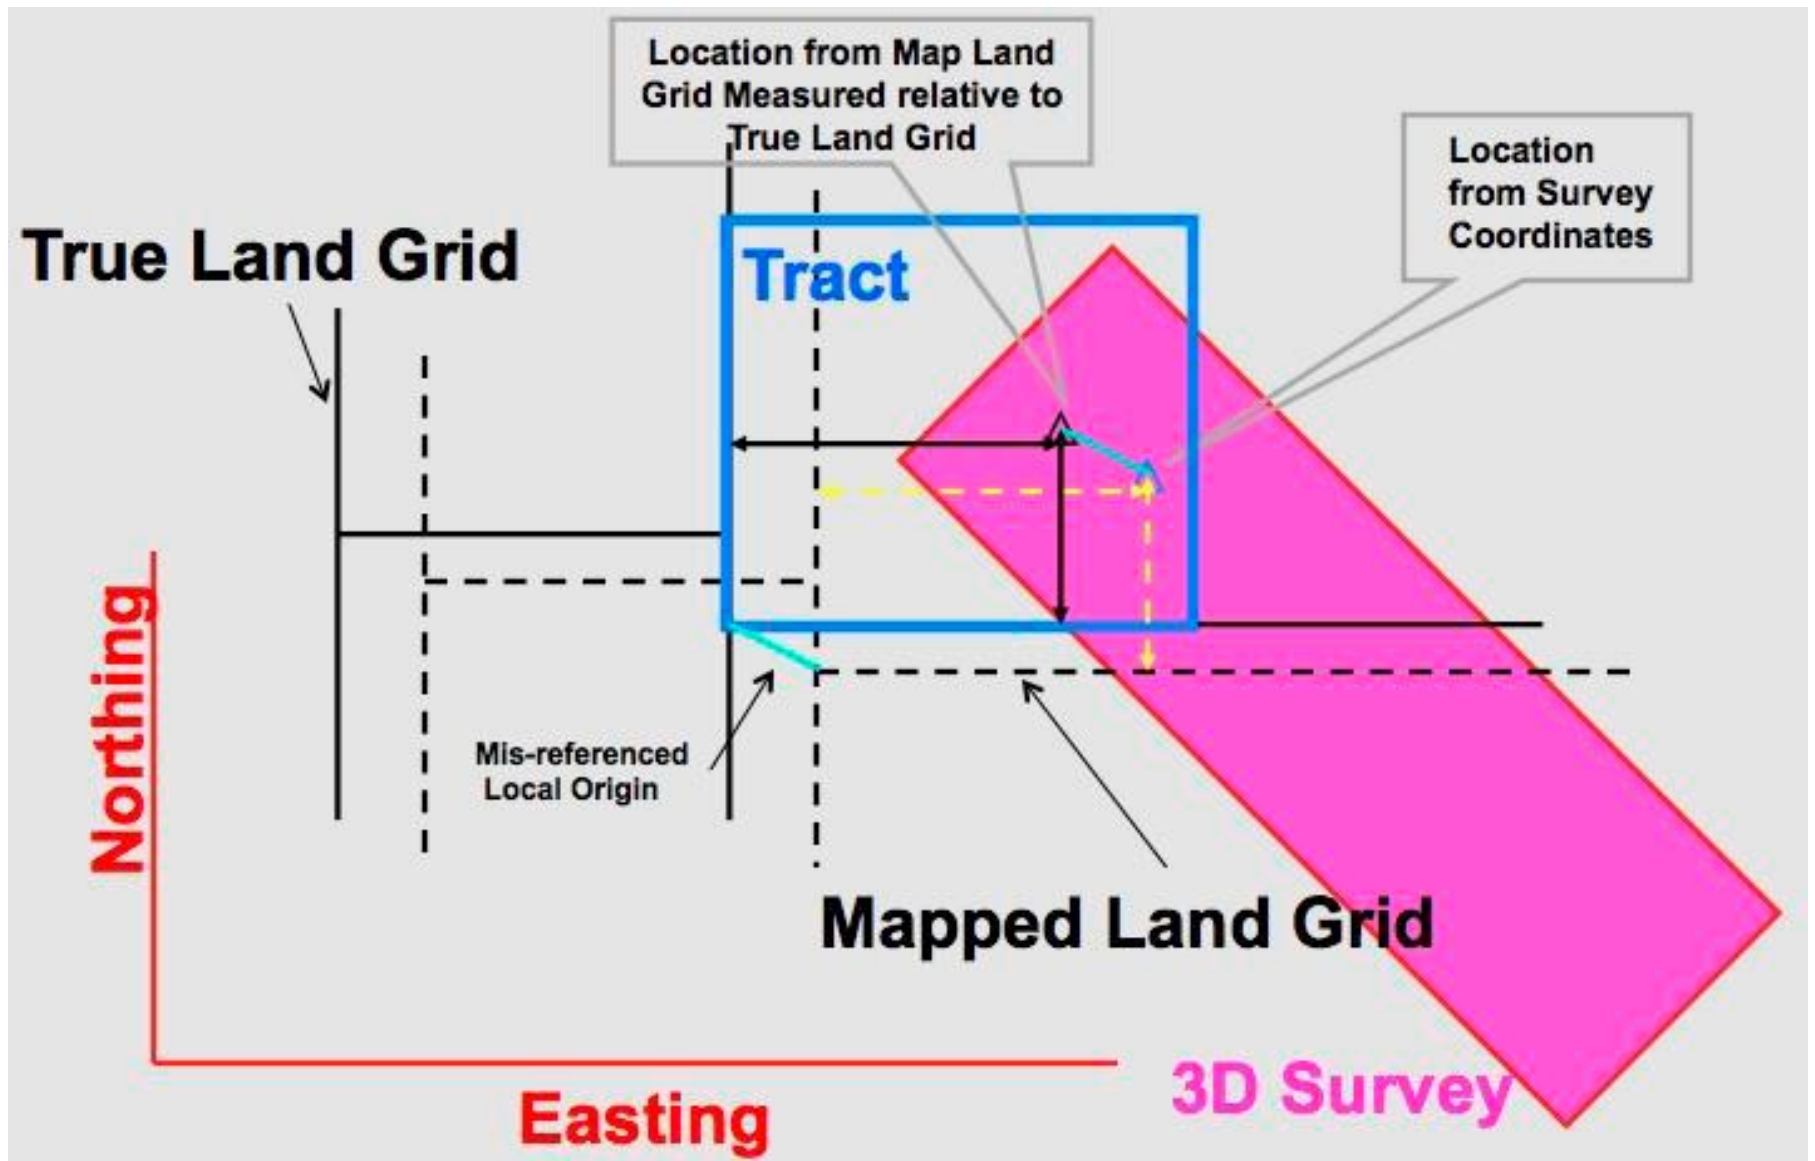 Location from Map Land
Grid Measured relative to
True Land Grid
Location
from Survey
Coordinates
True Land Grid
Tract
Northing
Mis-referenced
Local Origin
Mapped Land Grid
3D Survey
Easting